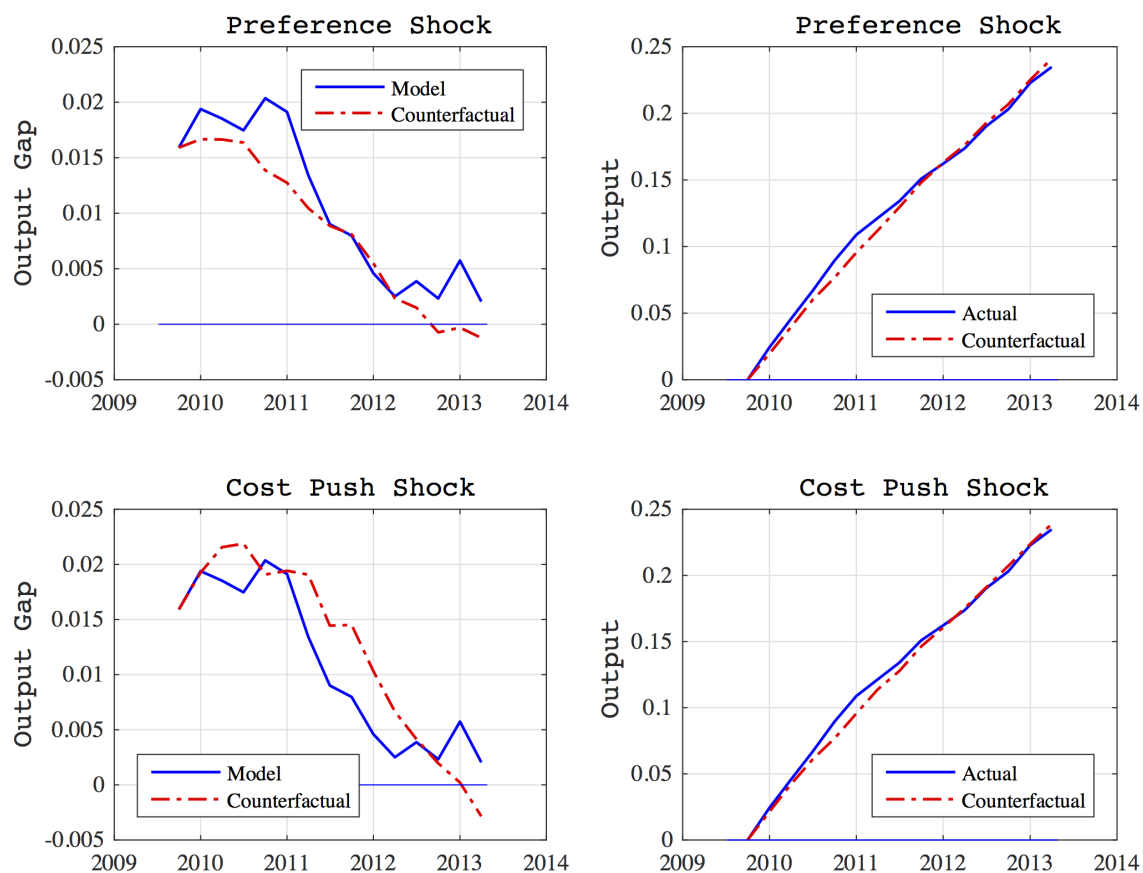 Preference Shock
0.025
0.02
0.015
0.01
0.005
0
-0.005
Output Gap
Model
Counterfactual
2009 2010 2011 2012 2013 2014
Preference Shock
0.25
0.2
0.15
0.1
0.05
0
Output
Actual
Counterfactual
2009 2010 2011 2012 2013 2014
Cost Push Shock
0.025
0.02
0.015
0.01
0.005
0
-0.005
Output Gap
Model
Counterfactual
2009 2010 2011 2012 2013 2014
Cost Push Shock
0.25
0.2
0.15
0.1
0.05
0
Output
Actual
Counterfactual
2009 2010 2011 2012 2013 2014